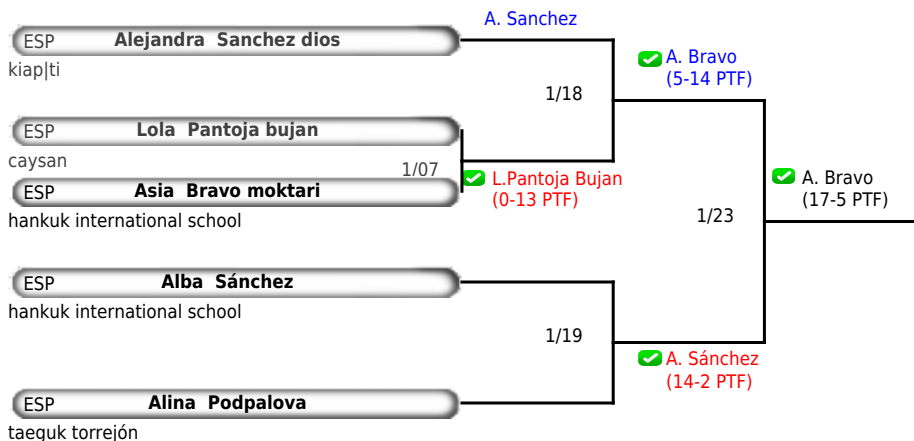 A. Sanchez
ESP Alejandra Sanchez dios
kiap|ti
A. Bravo
(5-14 PTF)
1/18
ESP Lola Pantoja bujan
caysan
1/07
L.Pantoja Bujan
(0-13 PTF)
A. Bravo
(17-5 PTF)
ESP Asia Bravo moktari
hankuk international school
1/23
ESP Alba Sánchez
hankuk international school
1/19
A. Sánchez
(14-2 PTF)
ESP Alina Podpalova
taeguk torrejón